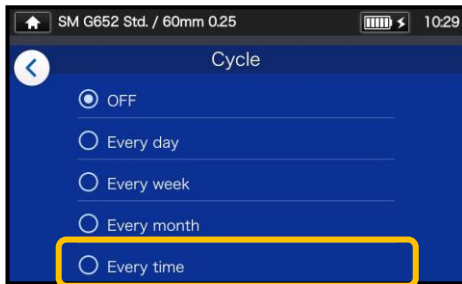 SM G652 Std. / 60mm 0.25 10:29
Cycle
OFF
Every day
Every week
Every month
Every time